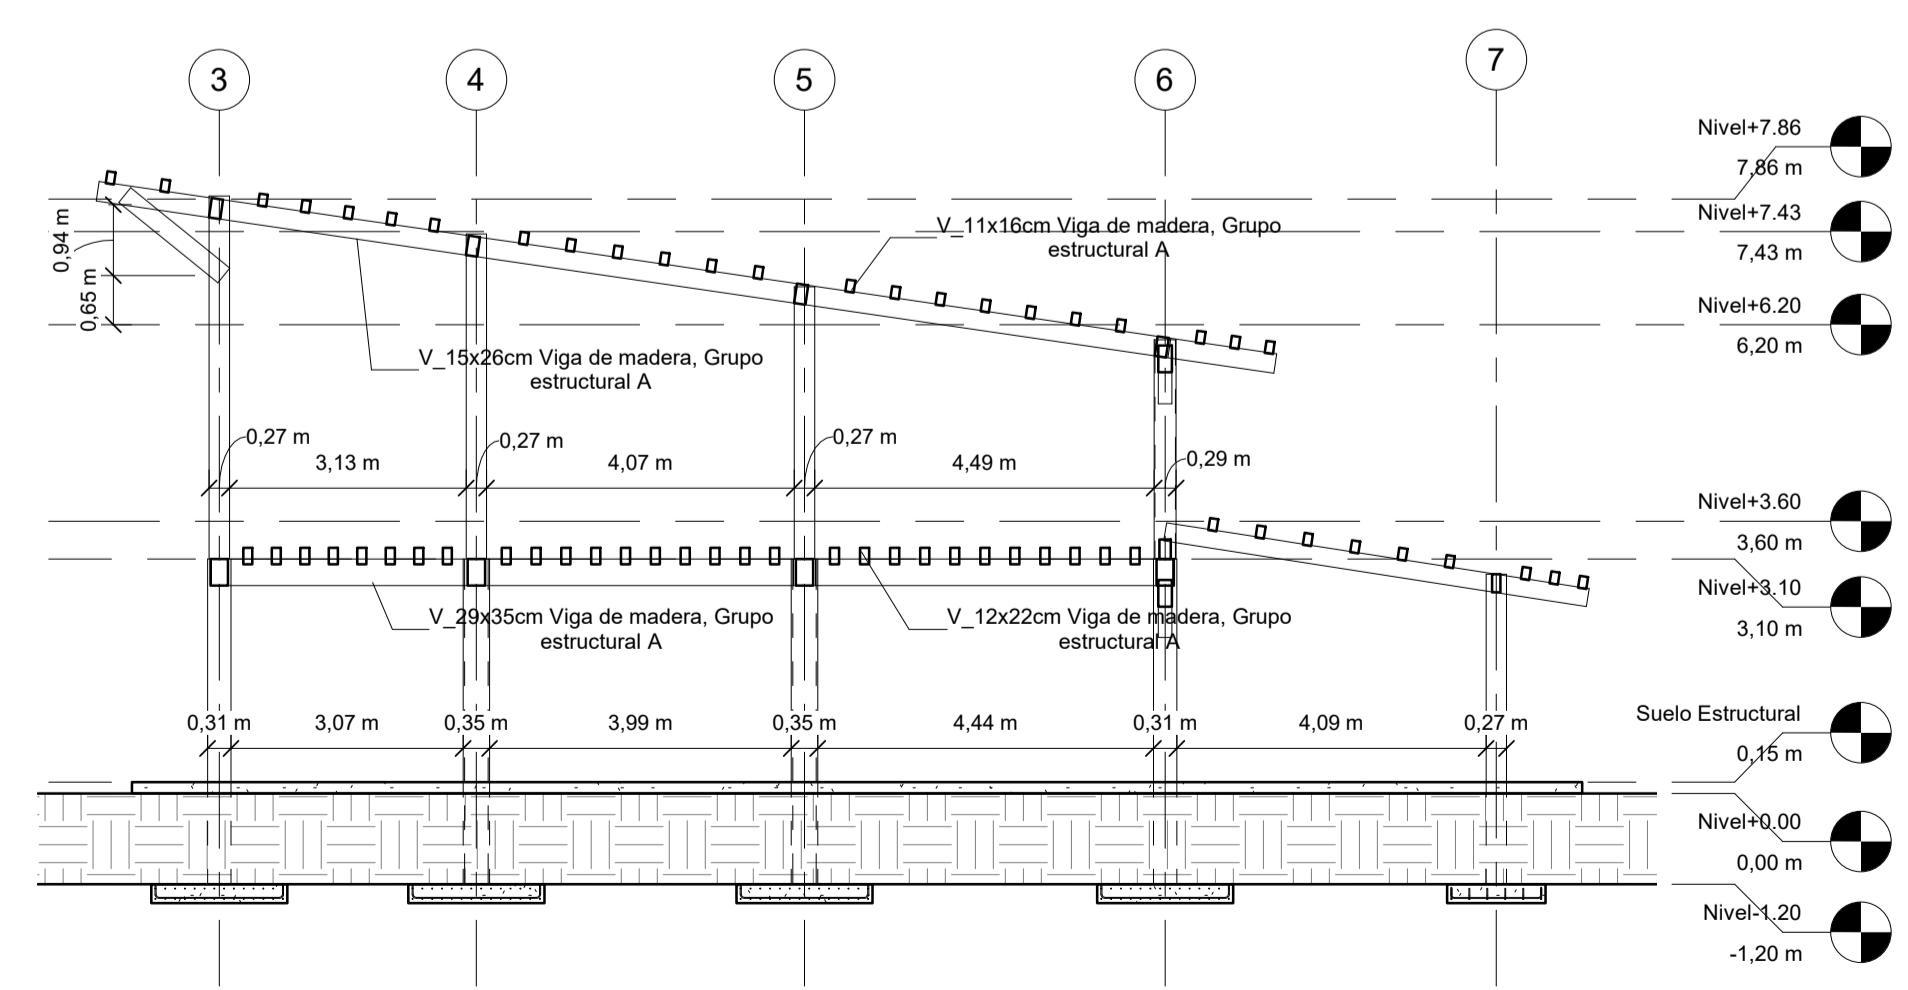 3
4
5
6
7
Nivel+7.86
7,86 m
Nivel+7.43
7,43 m
V_11x16cm Viga de madera, Grupo
estructural A
0,94 m
0,65 m
Nivel+6.20
6,20 m
V_15x26cm Viga de madera, Grupo
estructural A
0,27 m
3,13 m
0,27 m
4,07 m
0,27 m
4,49 m
0,29 m
Nivel+3.60
3,60 m
Nivel+3.10
3,10 m
V_29x35cm Viga de madera, Grupo
estructural A
V_12x22cm Viga de madera, Grupo
estructural A
0,31 m
3,07 m
0,35 m
3,99 m
0,35 m
4,44 m
0,31 m
4,09 m
0,27 m
Suelo Estructural
0,15 m
Nivel+0.00
0,00 m
Nivel-1.20
-1,20 m